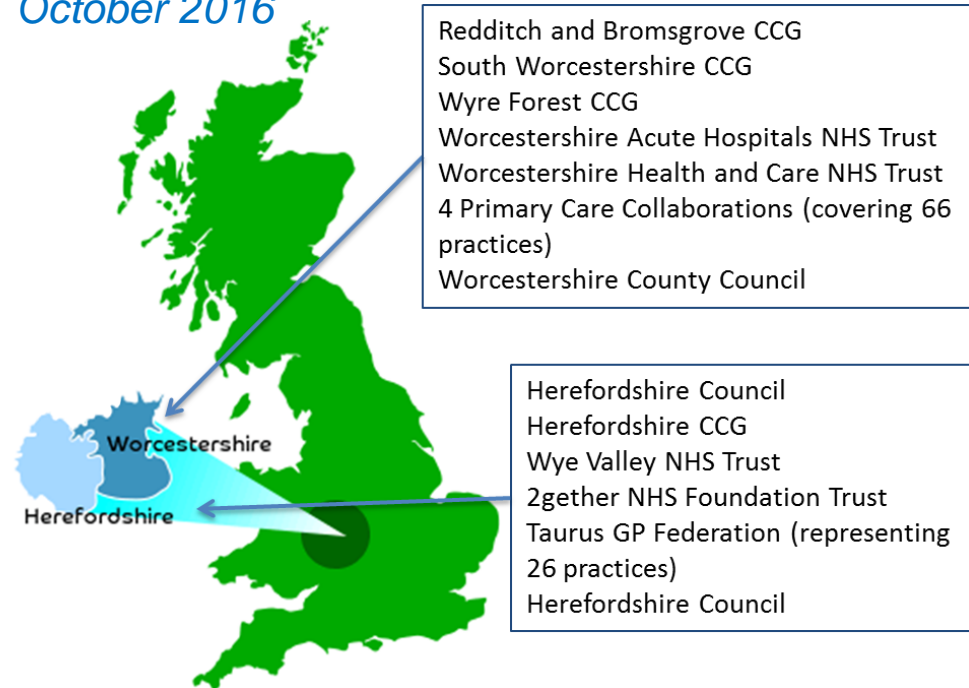 October 2016
Redditch and Bromsgrove CCG
South Worcestershire CCG
Wyre Forest CCG
Worcestershire Acute Hospitals NHS Trust
Worcestershire Health and Care NHS Trust
4 Primary Care Collaborations (covering 66
practices)
Worcestershire County Council
Worcestershire
Herefordshire
Herefordshire Council
Herefordshire CCG
Wye Valley NHS Trust
2gether NHS Foundation Trust
Taurus GP Federation (representing
26 practices)
Herefordshire Council